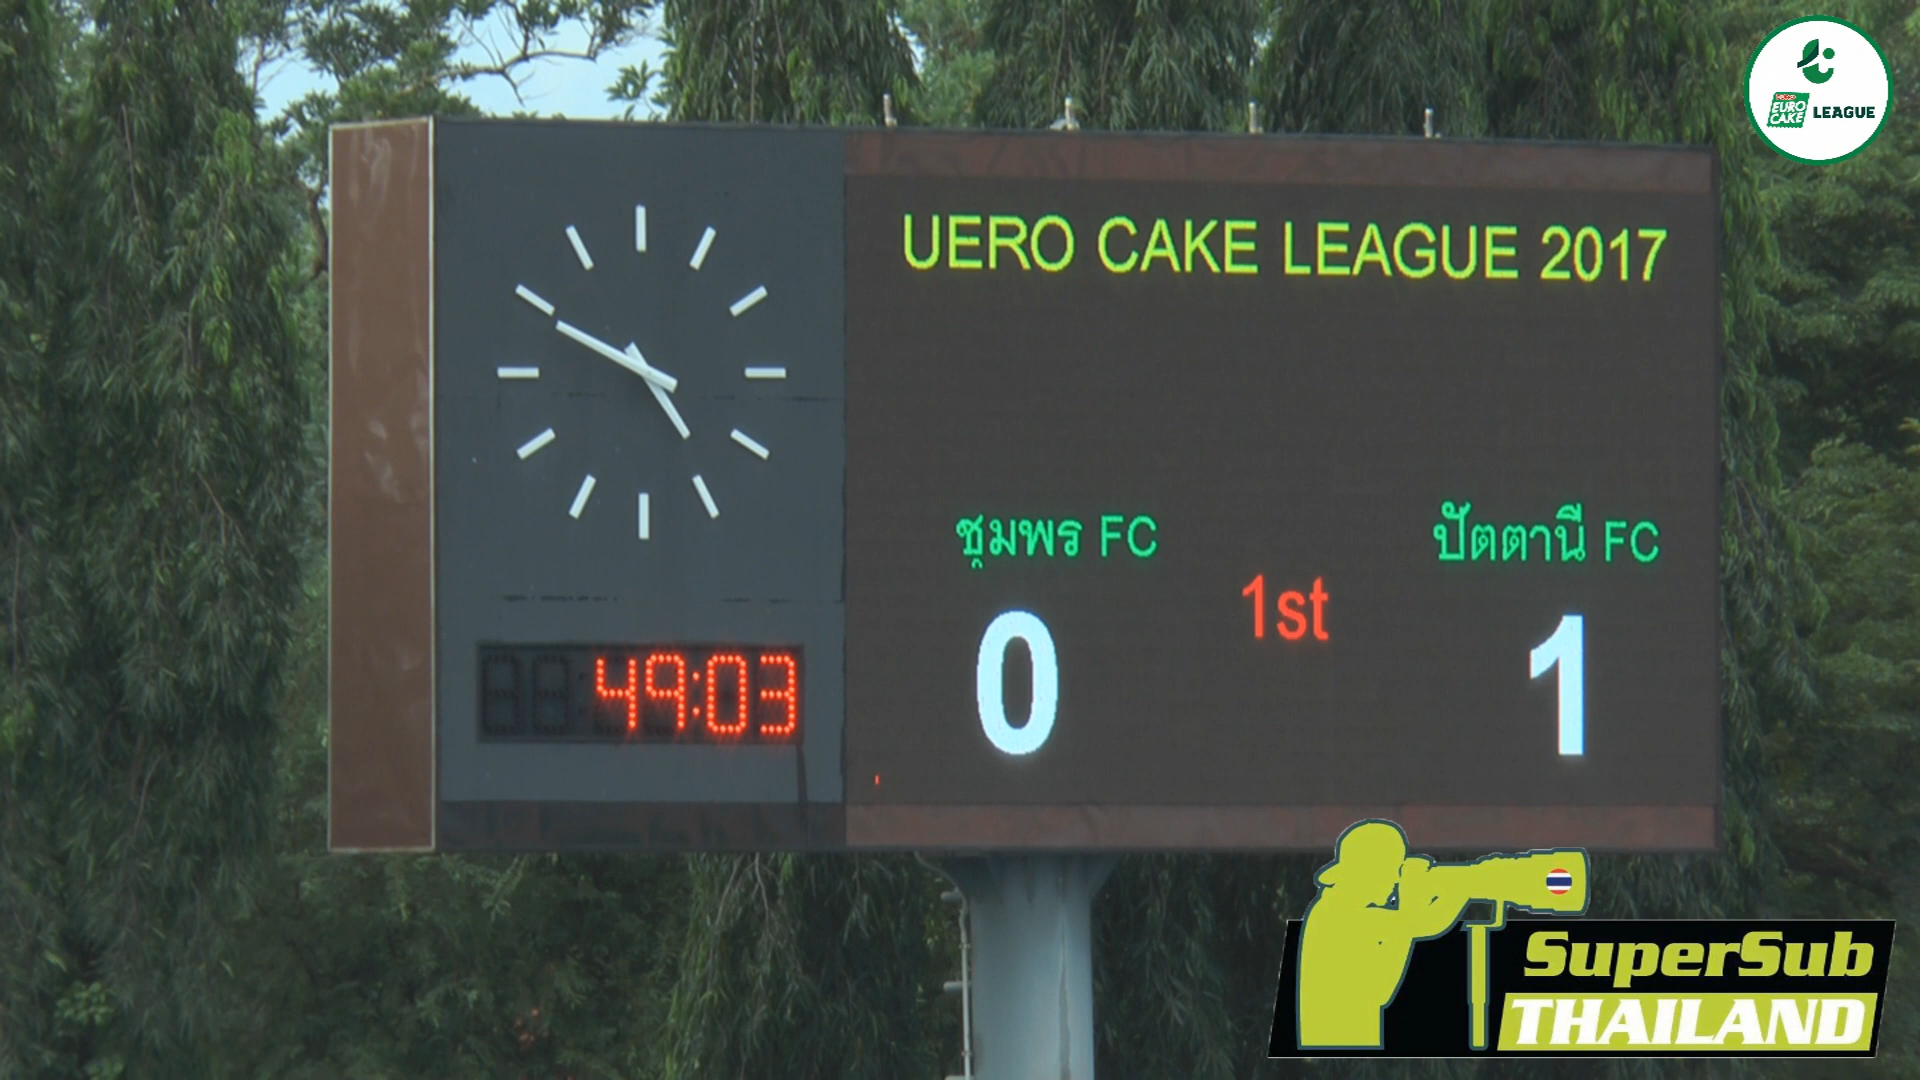 EURO
CAKE
LEAGUE
UERO CAKE LEAGUE 2017
ชุมพร FC
ปัตตานี FC
1st
0
1
49:03
SuperSub
THAILAND